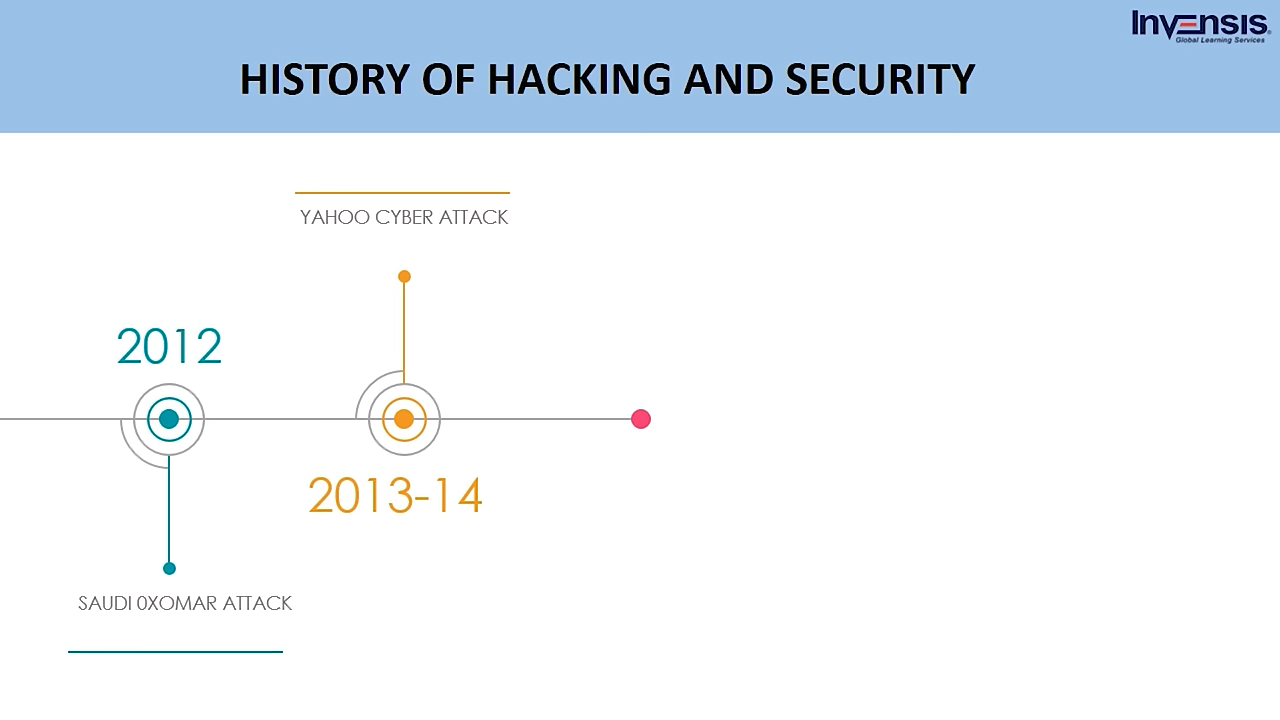 Invensis
Global Learning Services
HISTORY OF HACKING AND SECURITY
YAHOO CYBER ATTACK
2012
2013-14
SAUDI 0XOMAR ATTACK